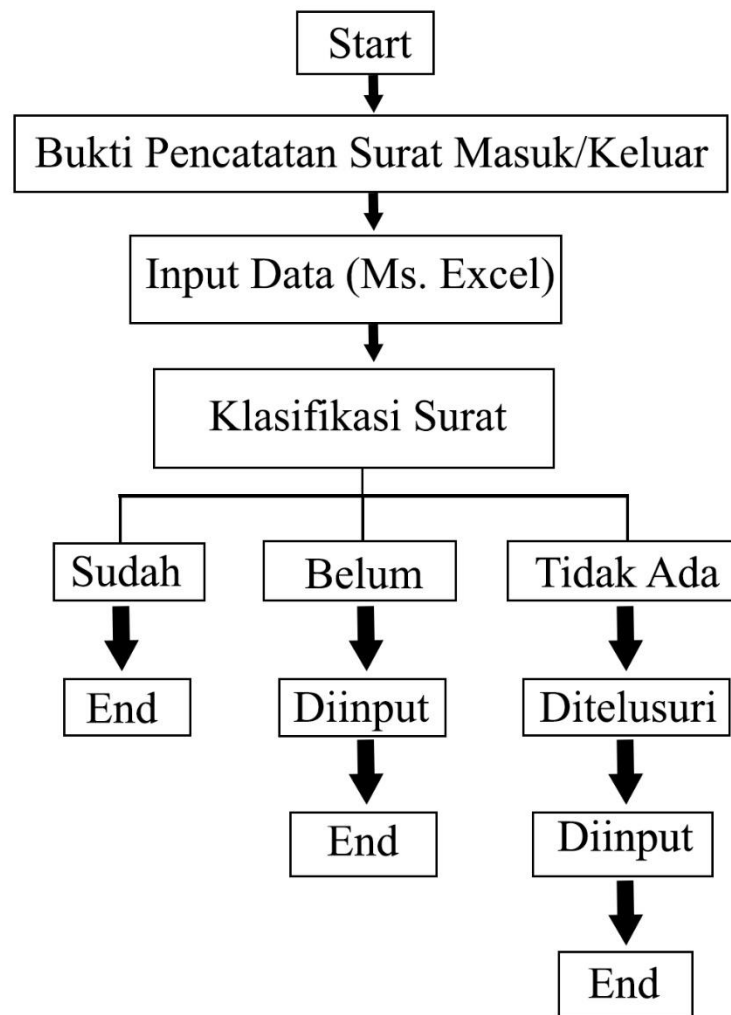 Start
Bukti Pencatatan Surat Masuk/Keluar
Input Data (Ms. Excel)
Klasifikasi Surat
Sudah
Belum
Tidak Ada
End
Diinput
Ditelusuri
End
Diinput
End